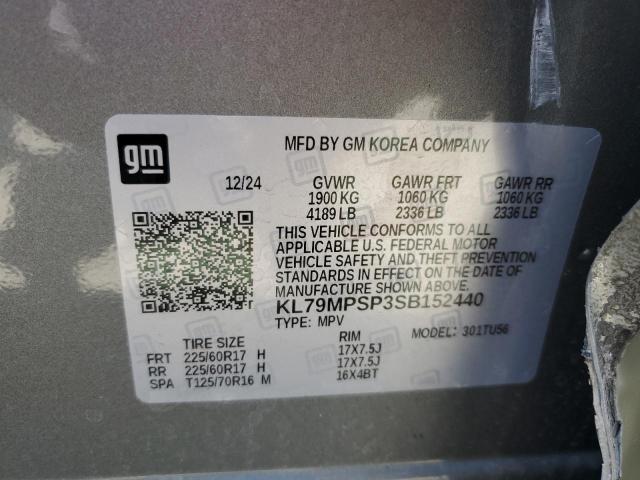 gm
MFD BY GM KOREA COMPANY
12/24 GVWR GAWR FRT GAWR RR
1900 KG 1060 KG 1060 KG
4189 LB 2336 LB 2336 LB
THIS VEHICLE CONFORMS TO ALL
APPLICABLE U.S. FEDERAL MOTOR
VEHICLE SAFETY AND THEFT PREVENTION
STANDARDS IN EFFECT ON THE DATE OF
MANUFACTURE SHOWN ABOVE.
KL79MPSP3SB152440
TYPE: MPV MODEL: 301TU56
TIRE SIZE RIM
FRT 225/60R17 H 17X7.5J
RR 225/60R17 H 17X7.5J
SPA T125/70R16 M 16X4BT